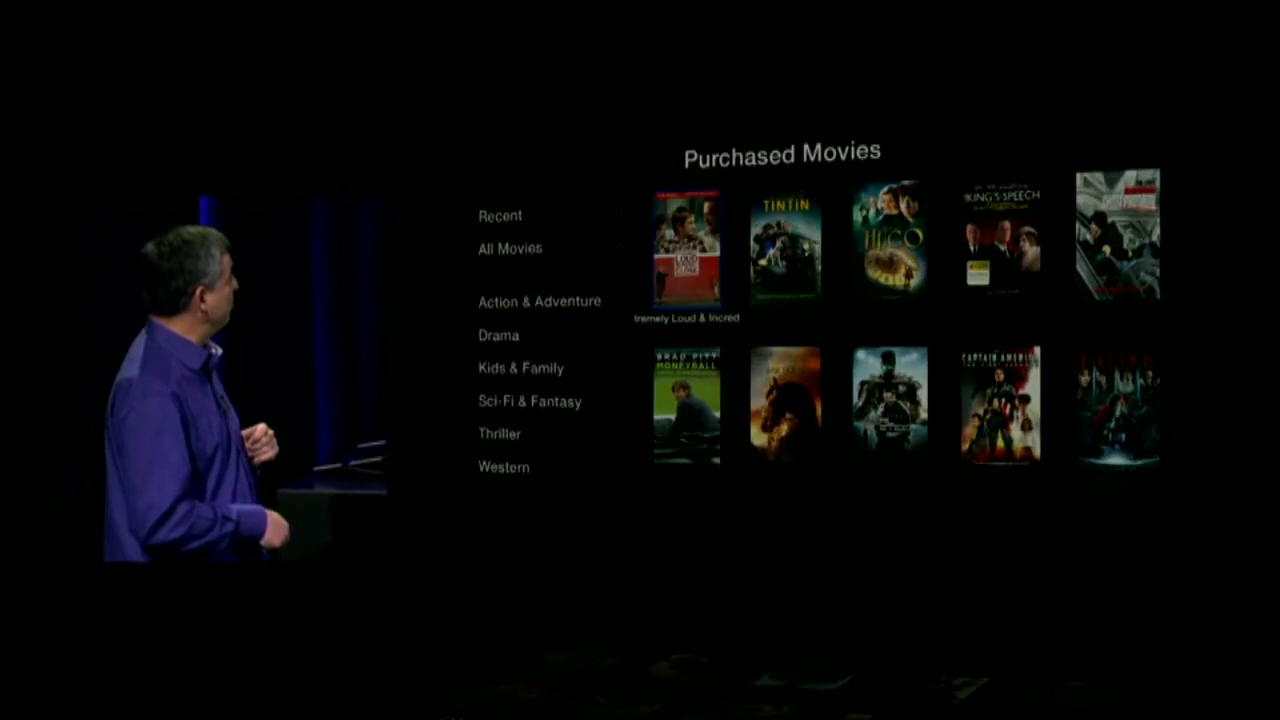 Purchased Movies
Recent
All Movies
Action & Adventure
Drama
Kids & Family
Sci-Fi & Fantasy
Thriller
Western
LOUD
tremely Loud & Incred
TINTIN
HUGO
KING'S SPEECH
BRAD PITT
MONEYBALL
CAPTAIN AMERICA